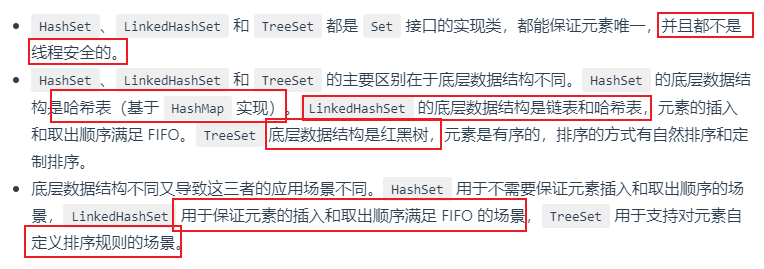 • HashSet、 LinkedHashSet 和 TreeSet 都是 Set 接口的实现类，都能保证元素唯一，并且都不是
线程安全的。
• HashSet、 LinkedHashSet 和 TreeSet 的主要区别在于底层数据结构不同。 HashSet 的底层数据结
构是哈希表（基于 HashMap 实现）。 LinkedHashSet 的底层数据结构是链表和哈希表，元素的插入
和取出顺序满足 FIFO。 TreeSet 底层数据结构是红黑树，元素是有序的，排序的方式有自然排序和定
制排序。
• 底层数据结构不同又导致这三者的应用场景不同。 HashSet 用于不需要保证元素插入和取出顺序的场
景， LinkedHashSet 用于保证元素的插入和取出顺序满足 FIFO 的场景， TreeSet 用于支持对元素自
定义排序规则的场景。